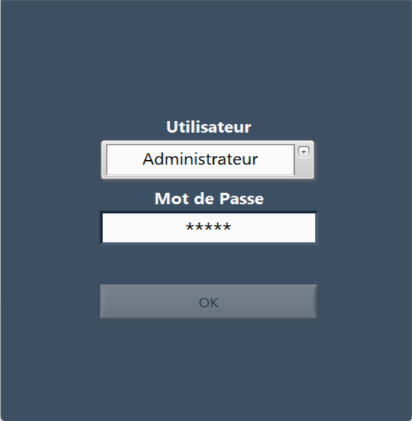 Utilisateur
Administrateur
Mot de Passe
*****
OK